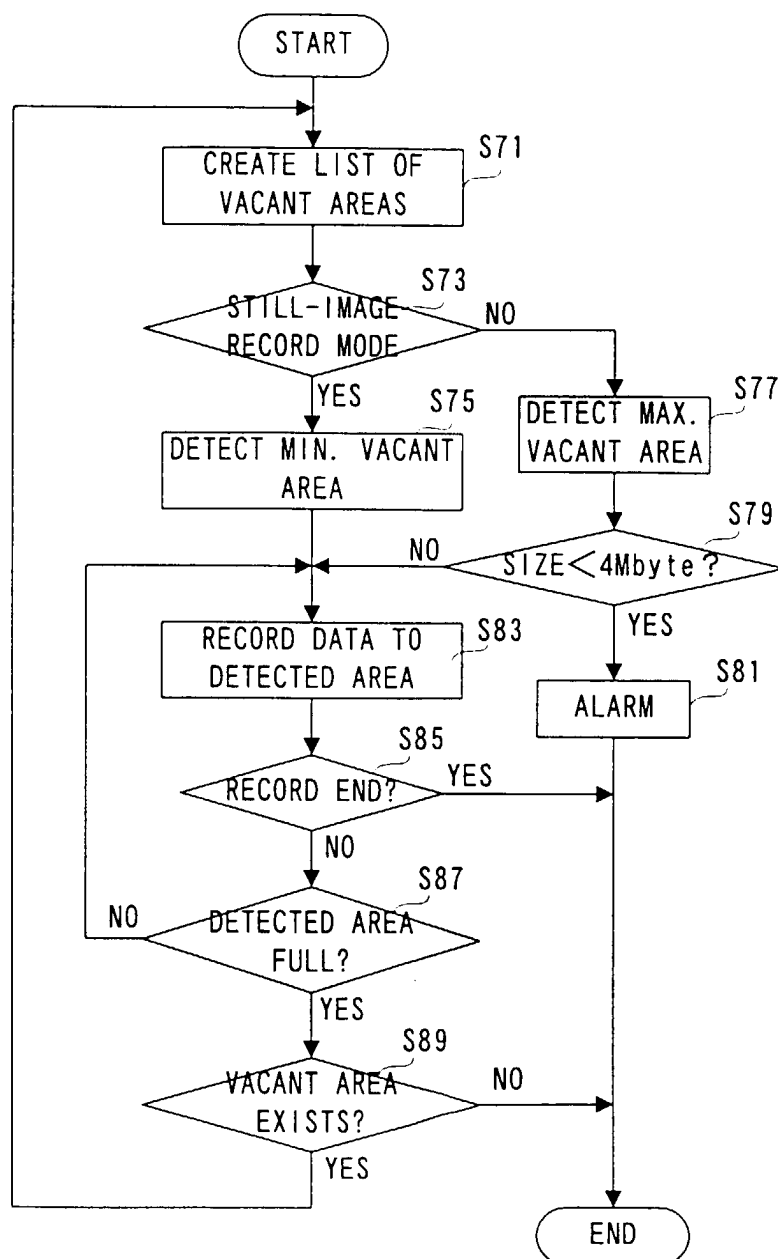 START
S71
CREATE LIST OF
VACANT AREAS
S73
STILL-IMAGE
RECORD MODE
NO
YES
S75
DETECT MIN. VACANT
AREA
S77
DETECT MAX.
VACANT AREA
S79
SIZE<4Mbyte?
NO
YES
S83
RECORD DATA TO
DETECTED AREA
S81
ALARM
S85
RECORD END?
YES
NO
S87
DETECTED AREA
FULL?
NO
YES
S89
VACANT AREA
EXISTS?
NO
YES
END